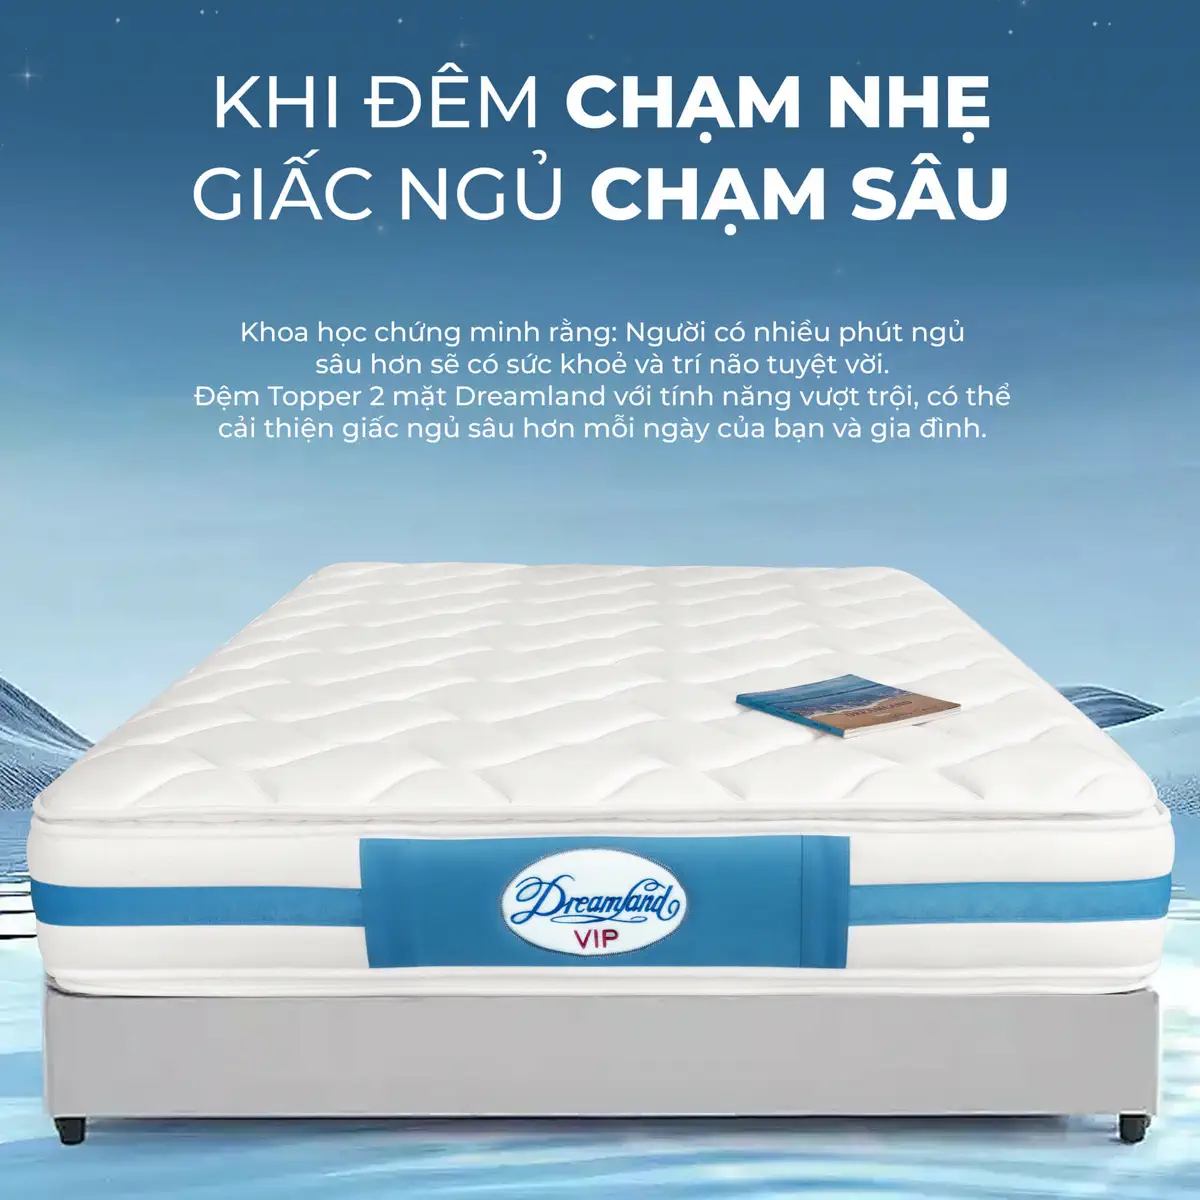 KHI ĐÊM CHẠM NHẸ
GIẤC NGỦ CHẠM SÂU
Khoa học chứng minh rằng: Người có nhiều phút ngủ
sâu hơn sẽ có sức khoẻ và trí não tuyệt vời.
Đệm Topper 2 mặt Dreamland với tính năng vượt trội, có thể
cải thiện giấc ngủ sâu hơn mỗi ngày của bạn và gia đình.
DREAMLAND
Dreamland
VIP